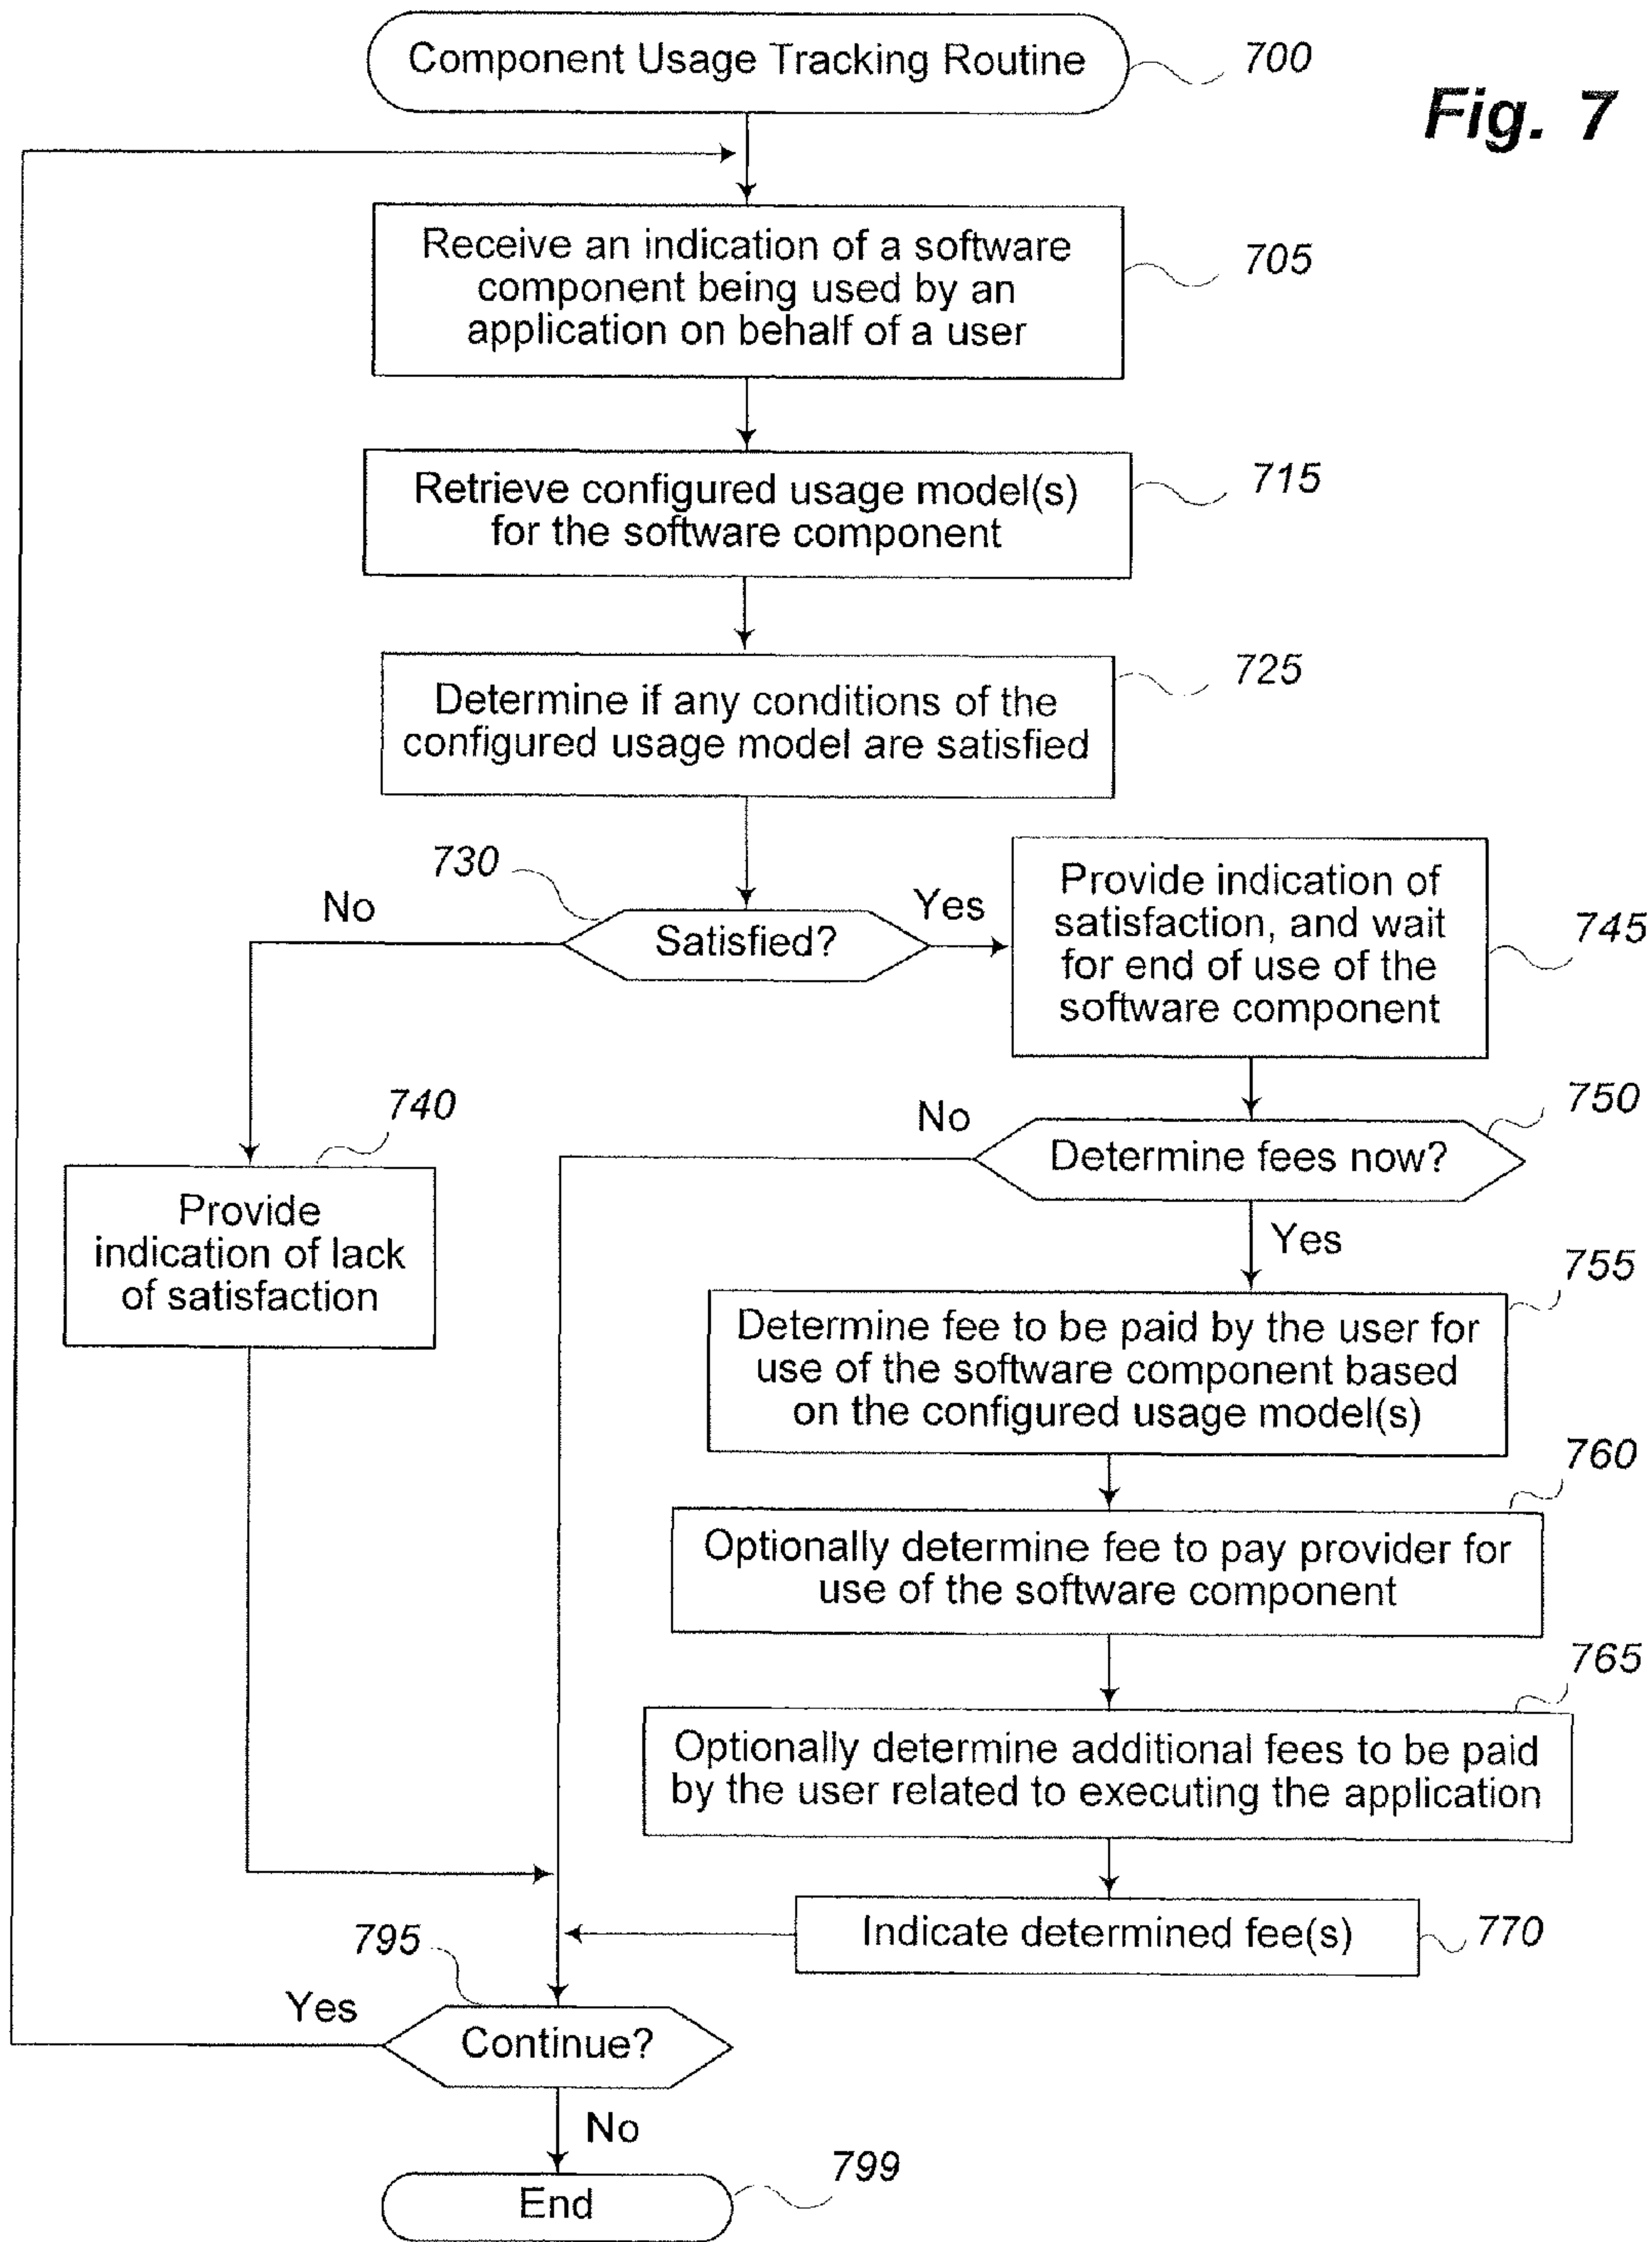 Component Usage Tracking Routine
700
Fig. 7
Receive an indication of a software
component being used by an
application on behalf of a user
705
Retrieve configured usage model(s)
for the software component
715
Determine if any conditions of the
configured usage model are satisfied
725
730
No
Satisfied?
Yes
Provide indication of
satisfaction, and wait
for end of use of the
software component
745
740
Provide
indication of lack
of satisfaction
No
Determine fees now?
750
Yes
755
Determine fee to be paid by the user for
use of the software component based
on the configured usage model(s)
760
Optionally determine fee to pay provider for
use of the software component
765
Optionally determine additional fees to be paid
by the user related to executing the application
Indicate determined fee(s)
770
795
Yes
Continue?
No
End
799